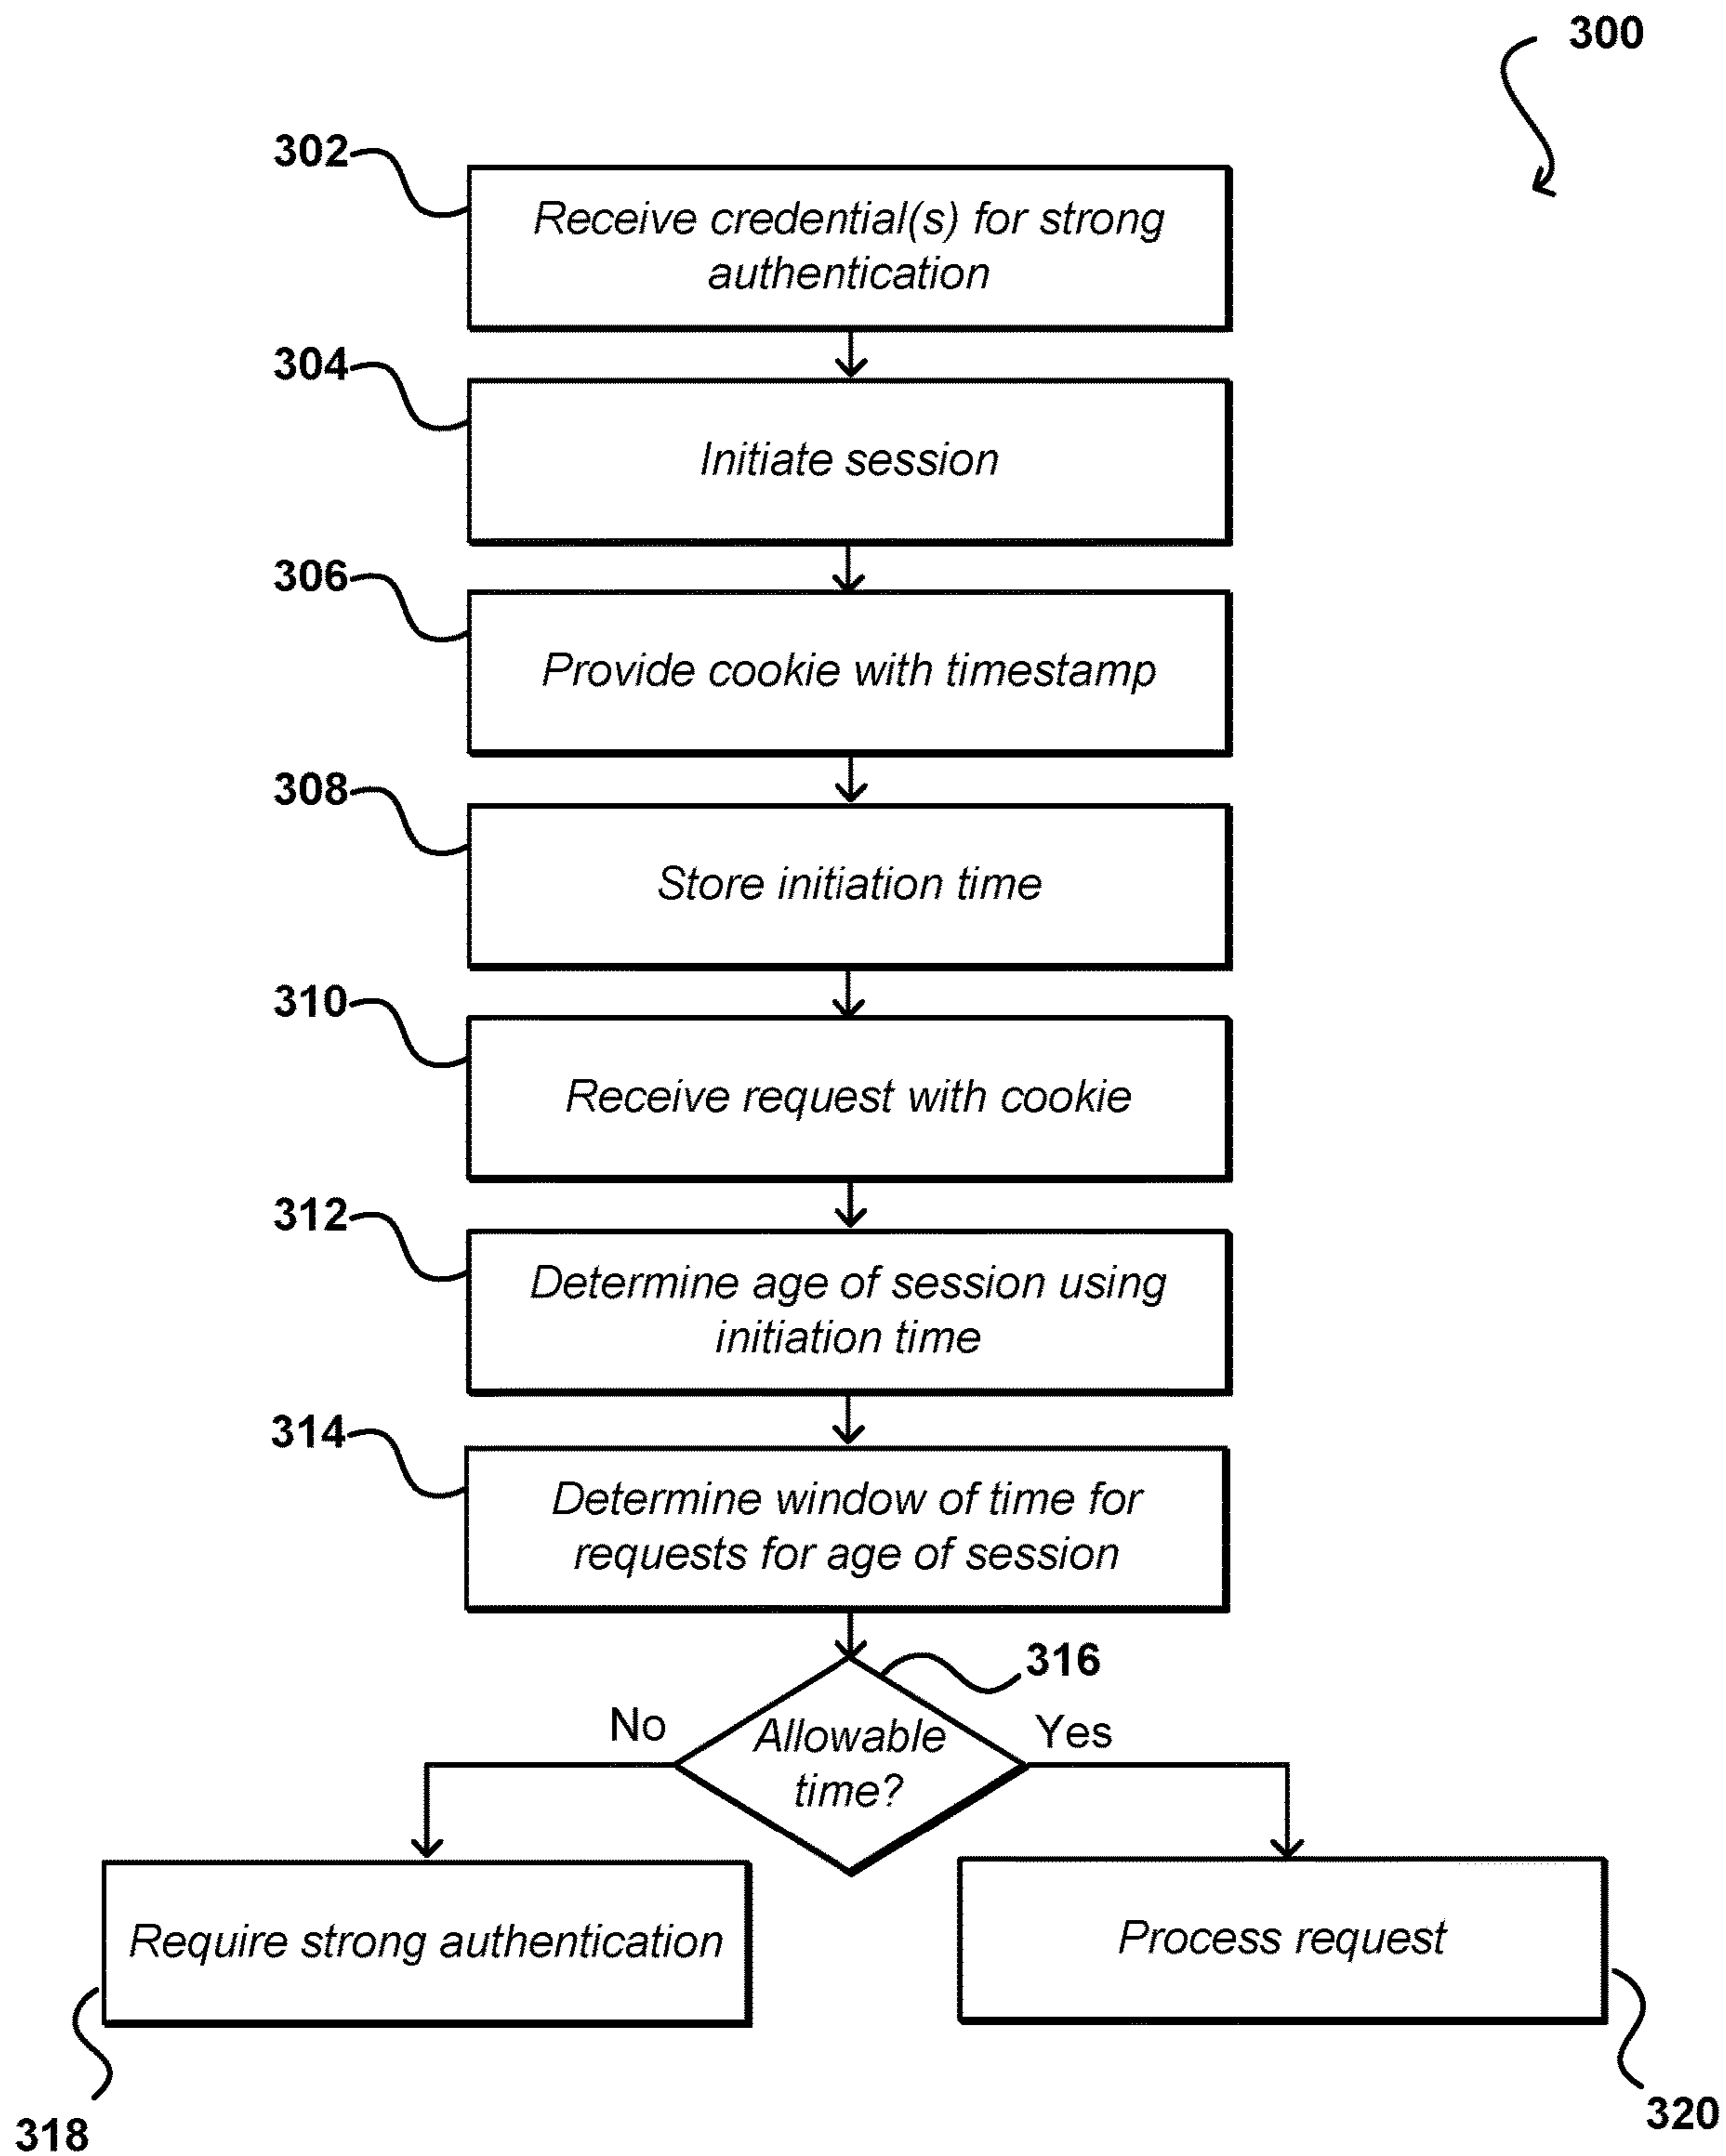 300
302
Receive credential(s) for strong
authentication
304
Initiate session
306
Provide cookie with timestamp
308
Store initiation time
310
Receive request with cookie
312
Determine age of session using
initiation time
314
Determine window of time for
requests for age of session
316
No
Allowable
time?
Yes
Require strong authentication
Process request
318
320